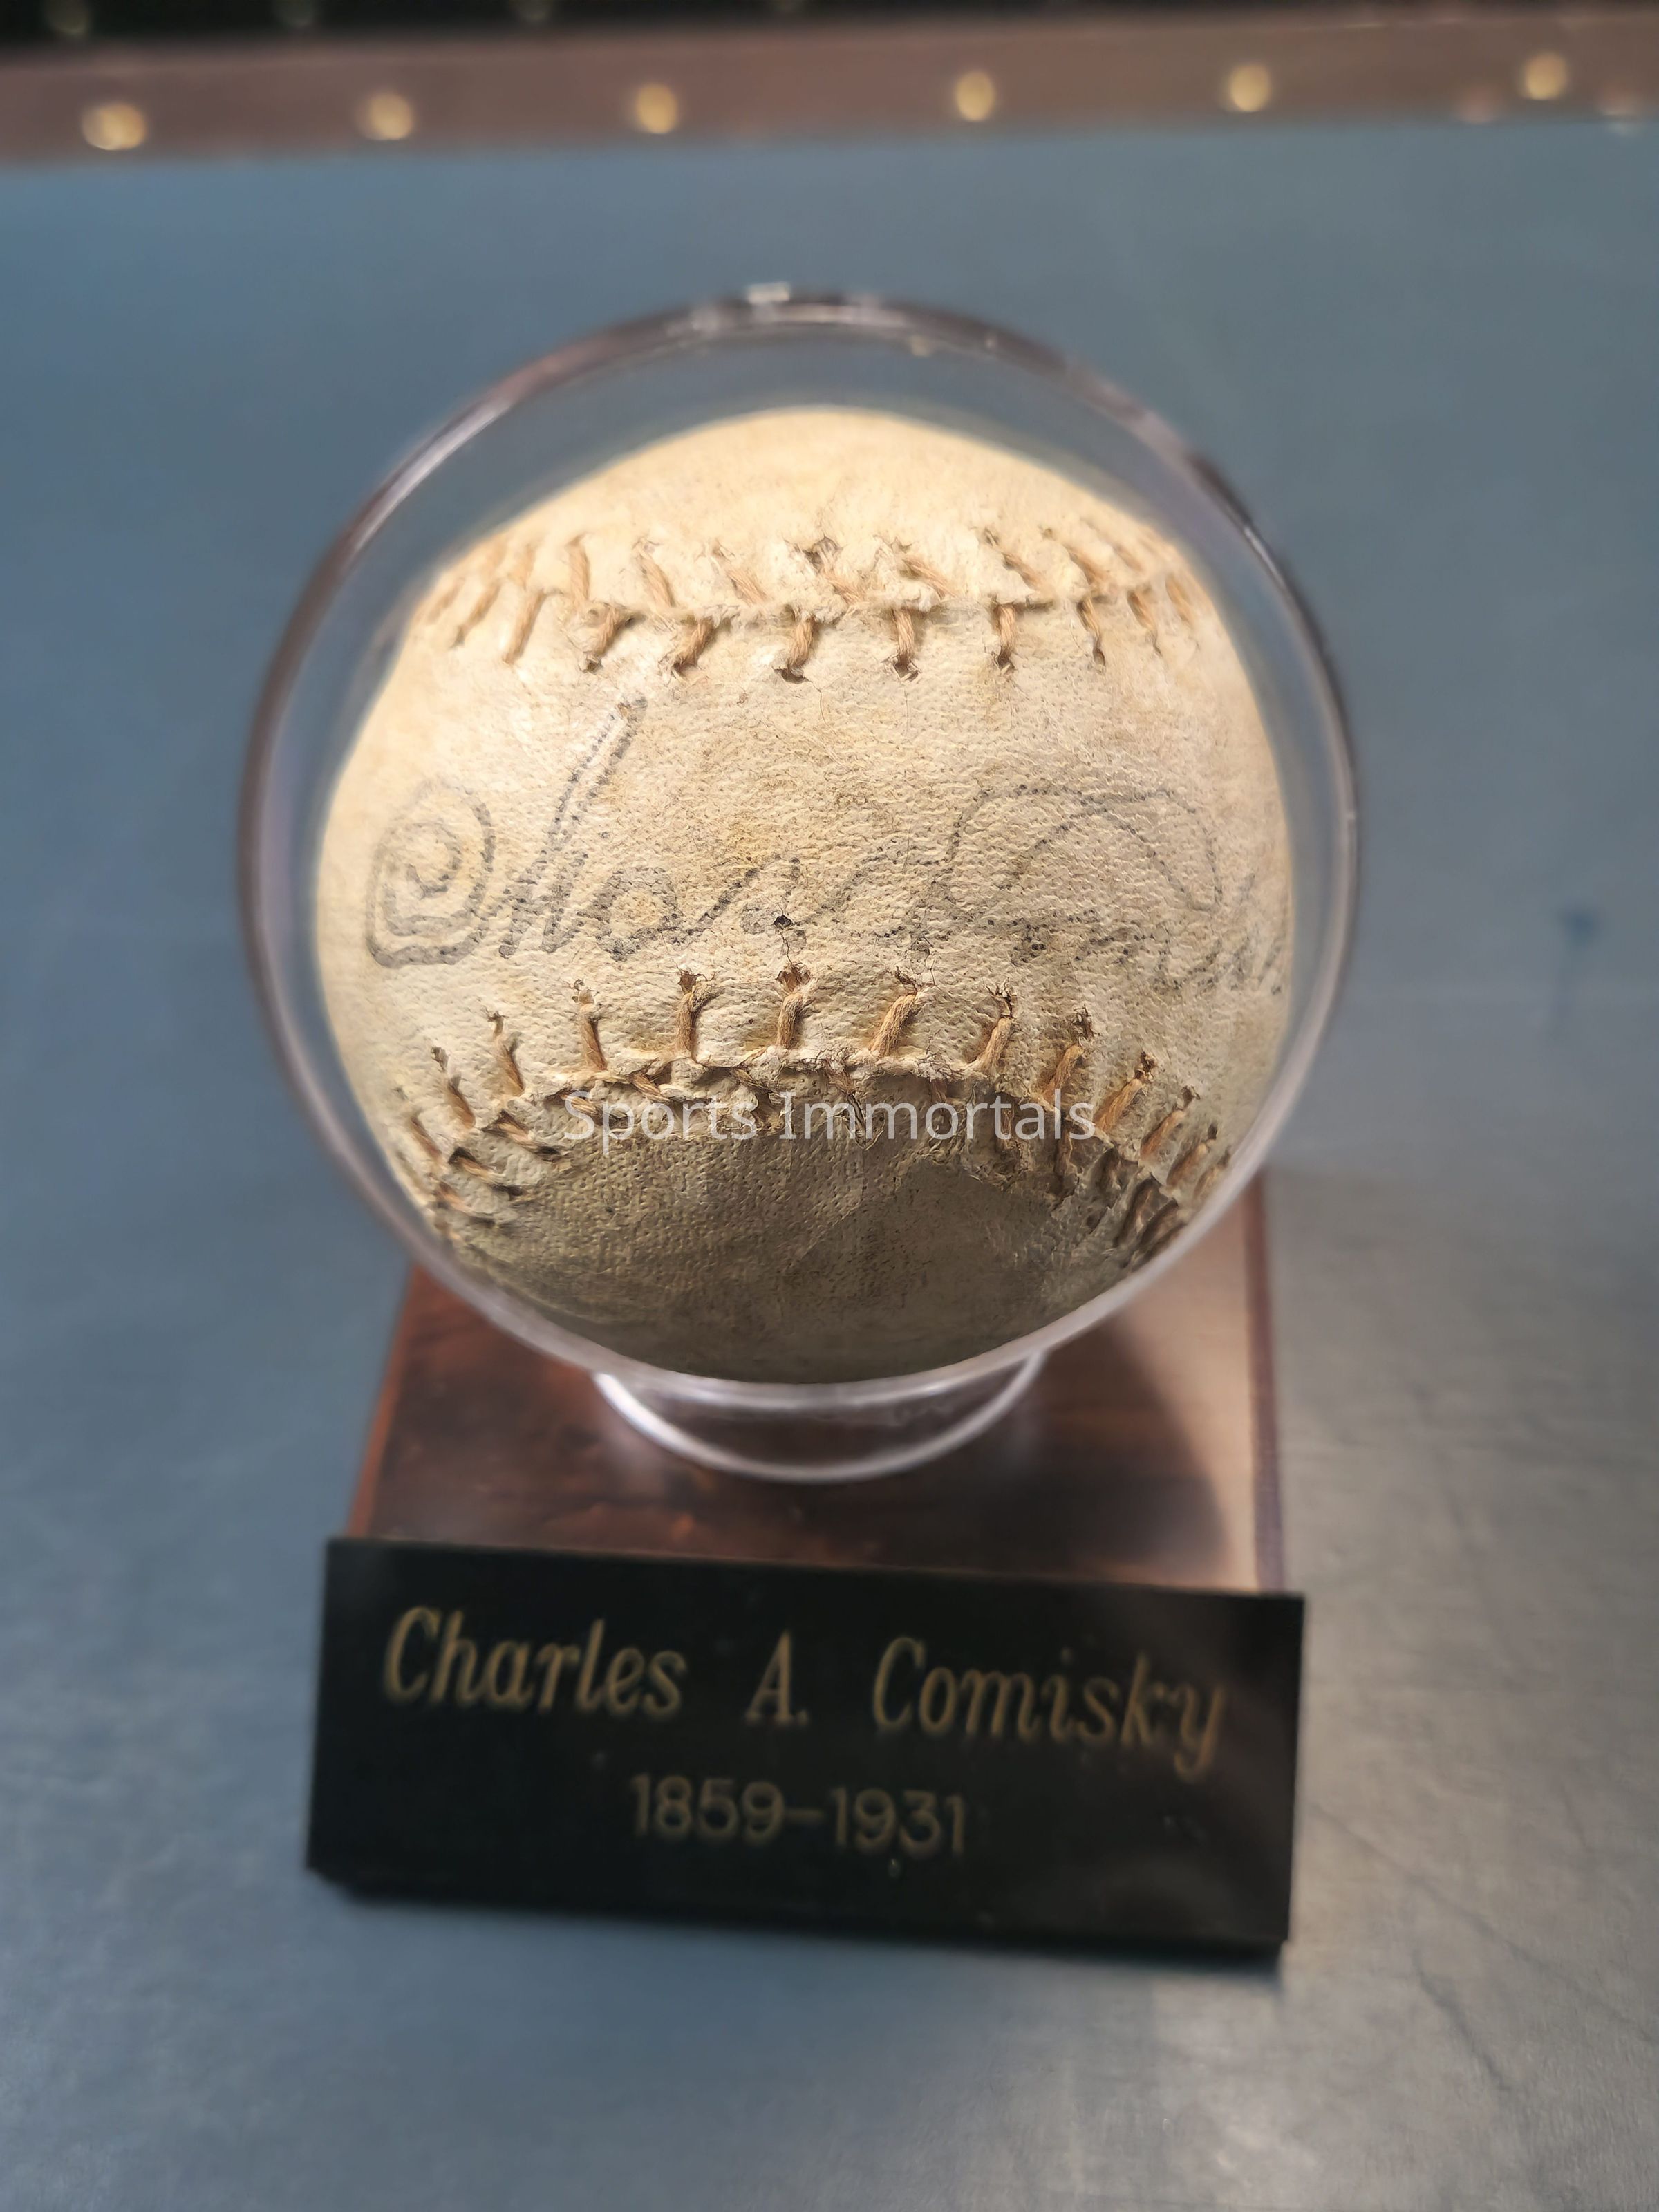 Sports Immortals
Charles A. Comisky
1859-1931